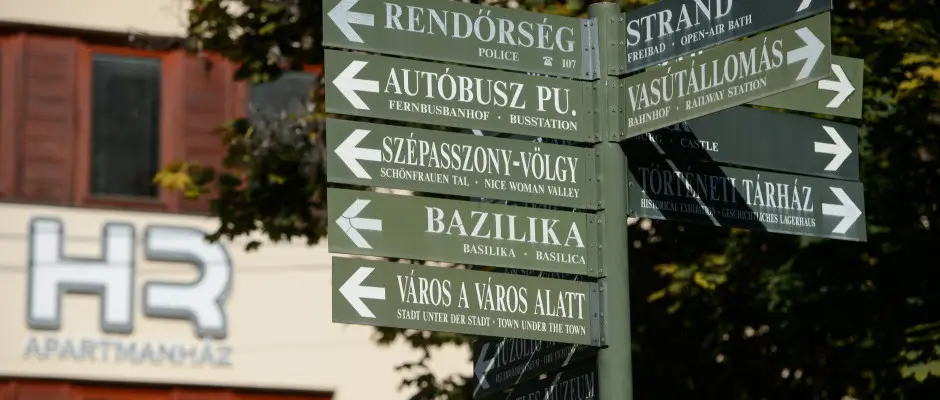 RENDŐRSÉG
POLICE ☎ 107
AUTÓBUSZ PU.
FERNBUSBANHOF · BUSSTATION
SZÉPASSZONY-VÖLGY
SCHÖNFRAUEN TAL · NICE WOMAN VALLEY
BAZILIKA
BASILIKA · BASILICA
VÁROS A VÁROS ALATT
STADT UNTER DER STADT · TOWN UNDER THE TOWN
STRAND
FREIBAD · OPEN-AIR BATH
VASÚTÁLLOMÁS
BAHNHOF · RAILWAY STATION
CASTLE
TÖRTÉNETI TÁRHÁZ
HISTORICAL EXHIBITION · GESCHICHTLICHES LAGERHAUS
HR
APARTMANHÁZ